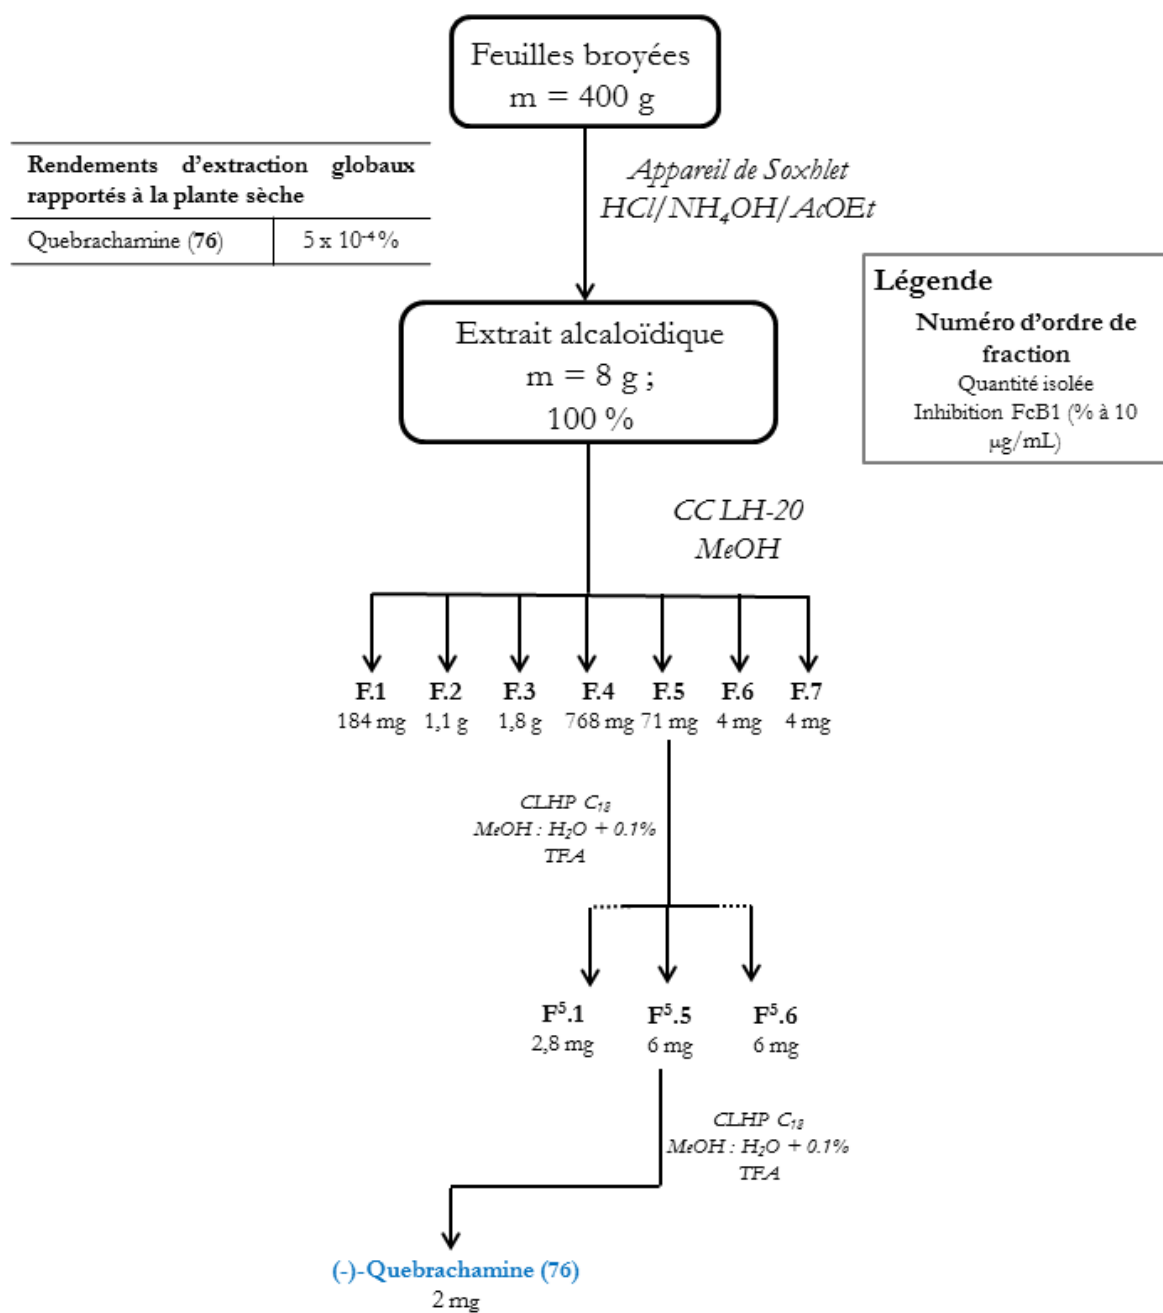 Feuilles broyées
m = 400 g
Rendements d'extraction globaux
rapportés à la plante sèche
Quebrachamine (76) 5 x 10⁻⁴ %
Appareil de Soxhlet
HCl/NH₄OH/AcOEt
Légende
Numéro d'ordre de
fraction
Quantité isolée
Inhibition FcB1 (% à 10
µg/mL)
Extrait alcaloïdique
m = 8 g ;
100 %
CC LH-20
MeOH
F.1 F.2 F.3 F.4 F.5 F.6 F.7
184 mg 1,1 g 1,8 g 768 mg 71 mg 4 mg 4 mg
CLHP C₁₈
MeOH : H₂O + 0.1%
TFA
F⁵.1 F⁵.5 F⁵.6
2,8 mg 6 mg 6 mg
CLHP C₁₈
MeOH : H₂O + 0.1%
TFA
(-)-Quebrachamine (76)
2 mg